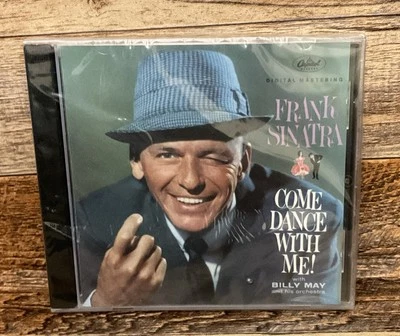 Capitol
DIGITAL MASTERING
FRANK
SINATRA
COME
DANCE
WITH
ME!
with
BILLY MAY
and his orchestra